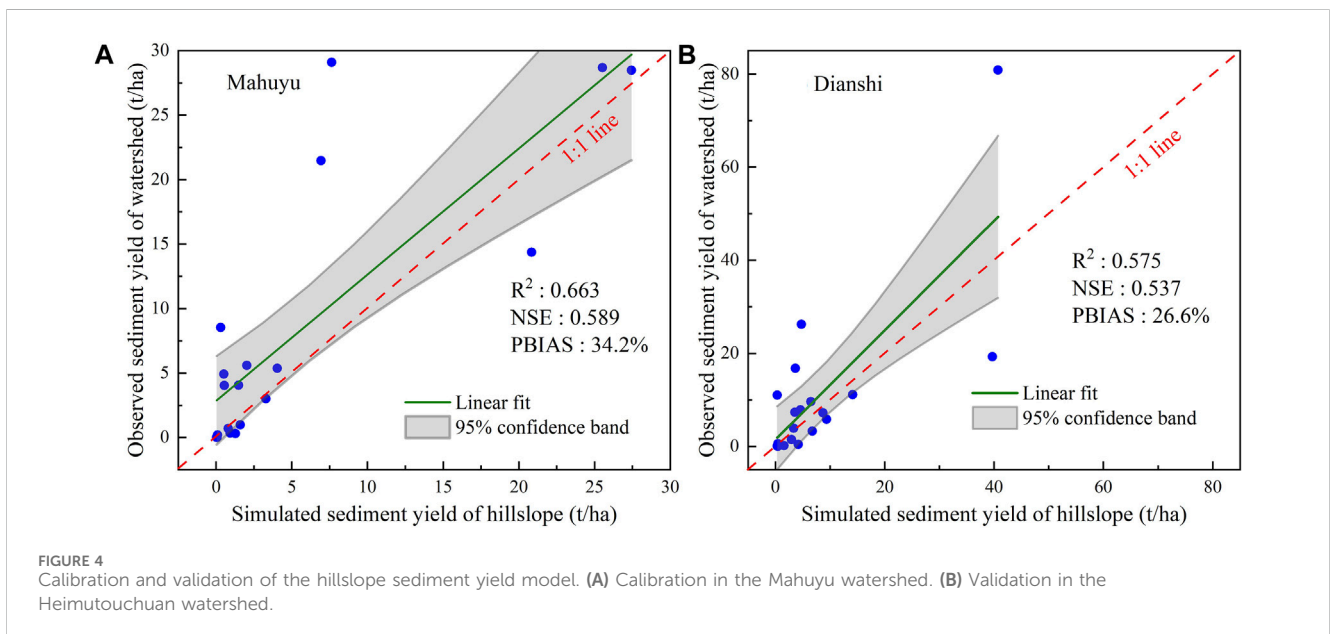 A
30
25
20
15
10
5
0
Observed sediment yield of watershed (t/ha)
Mahuyu
1:1 line
R² : 0.663
NSE : 0.589
PBIAS : 34.2%
Linear fit
95% confidence band
0 5 10 15 20 25 30
Simulated sediment yield of hillslope (t/ha)
B
80
60
40
20
0
Observed sediment yield of watershed (t/ha)
Dianshi
1:1 line
R² : 0.575
NSE : 0.537
PBIAS : 26.6%
Linear fit
95% confidence band
0 20 40 60 80
Simulated sediment yield of hillslope (t/ha)
FIGURE 4
Calibration and validation of the hillslope sediment yield model. (A) Calibration in the Mahuyu watershed. (B) Validation in the
Heimutouchuan watershed.